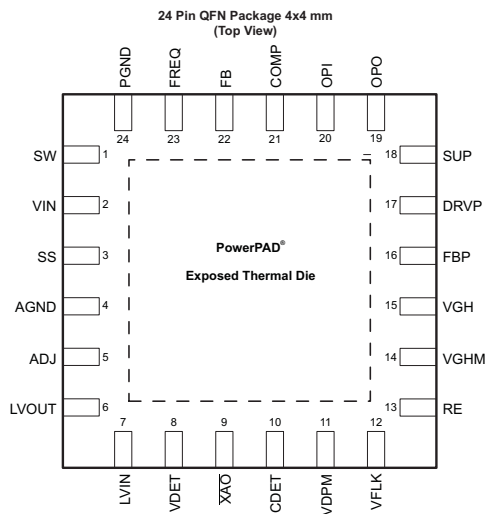 24 Pin QFN Package 4x4 mm
(Top View)
PGND
FREQ
FB
COMP
OPI
OPO
24
23
22
21
20
19
SW 1
VIN 2
SS 3
AGND 4
ADJ 5
LVOUT 6
PowerPAD®
Exposed Thermal Die
18 SUP
17 DRVP
16 FBP
15 VGH
14 VGHM
13 RE
7
8
9
10
11
12
LVIN
VDET
XAO
CDET
VDPM
VFLK